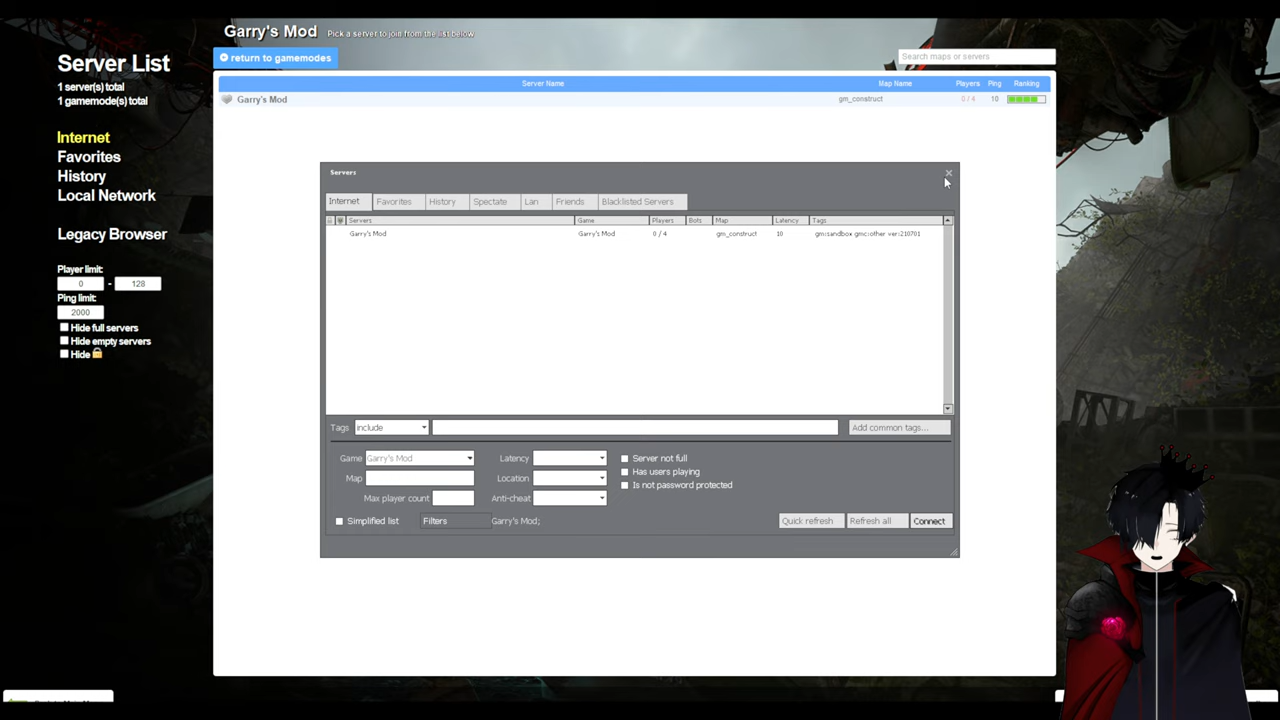 Garry's Mod Pick a server to join from the list below
return to gamemodes
Search maps or servers
Server List
1 server(s) total
1 gamemode(s) total
Internet
Favorites
History
Local Network
Legacy Browser
Player limit:
0 - 128
Ping limit:
2000
Hide full servers
Hide empty servers
Hide
Server Name Map Name Players Ping Ranking
Garry's Mod gm_construct 0 / 4 10
Servers
Internet Favorites History Spectate Lan Friends Blacklisted Servers
Servers Game Players Bots Map Latency Tags
Garry's Mod Garry's Mod 0 / 4 gm_construct 10 gm:sandbox gmc:other ver:210701
Tags include Add common tags...
Game Garry's Mod Latency Server not full
Has users playing
Map Location Is not password protected
Max player count Anti-cheat
Simplified list Filters Garry's Mod; Quick refresh Refresh all Connect